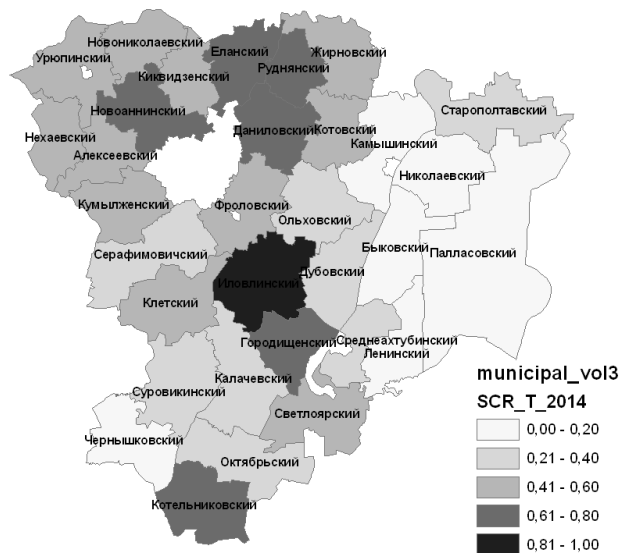 Новониколаевский
Еланский
Жирновский
Урюпинский
Руднянский
Киквидзенский
Новоаннинский
Старополтавский
Даниловский
Котовский
Нехаевский
Камышинский
Алексеевский
Николаевский
Кумылженский
Фроловский
Ольховский
Быковский
Серафимовичский
Палласовский
Дубовский
Иловлинский
Клетский
Городищенский
Среднеахтубинский
Ленинский
Калачевский
Суровикинский
Светлоярский
Чернышковский
Октябрьский
Котельниковский
municipal_vol3
SCR_T_2014
0,00 - 0,20
0,21 - 0,40
0,41 - 0,60
0,61 - 0,80
0,81 - 1,00